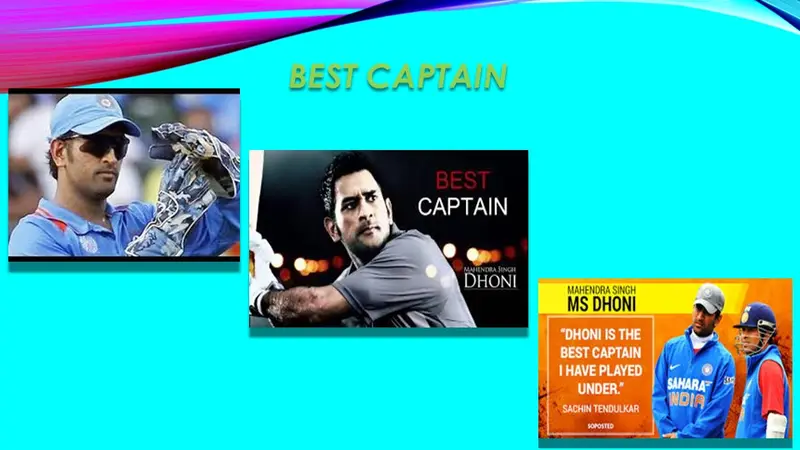 BEST CAPTAIN
BEST
CAPTAIN
MAHENDRA SINGH
DHONI
MAHENDRA SINGH
MS DHONI
“DHONI IS THE
BEST CAPTAIN
I HAVE PLAYED
UNDER.”
SACHIN TENDULKAR
SOPOSTED
SAHARA
INDIA